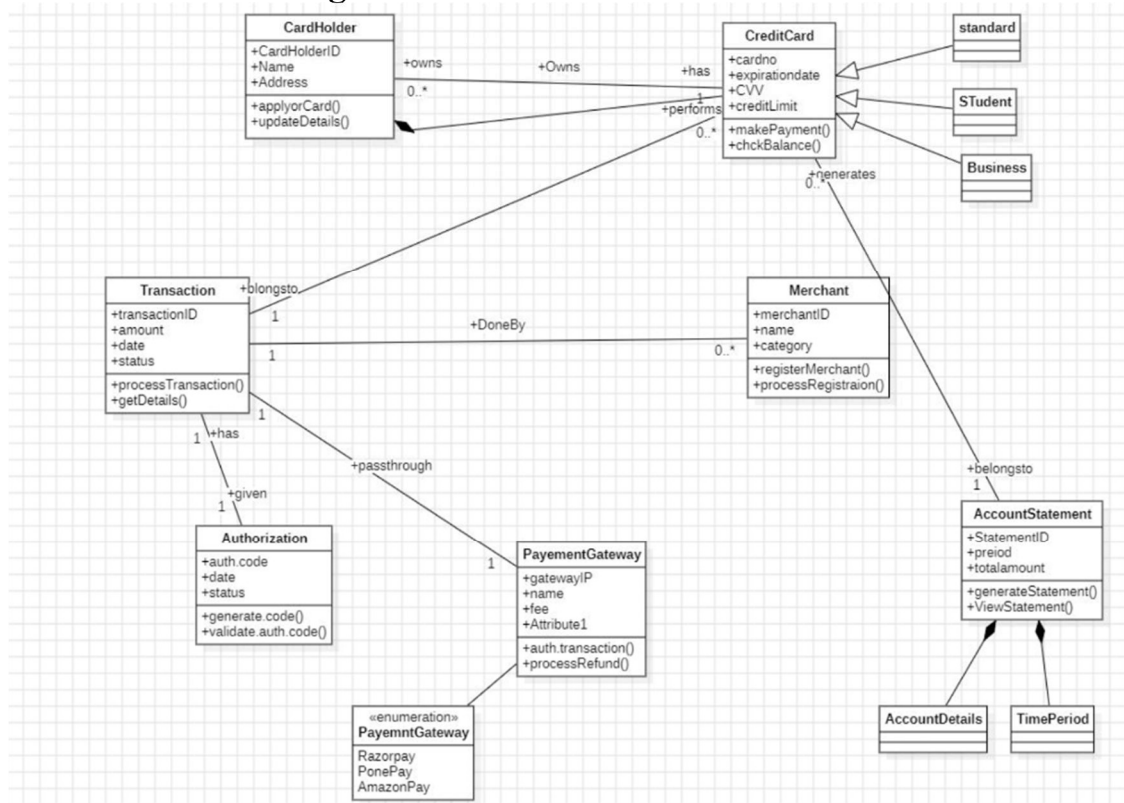 CardHolder
+CardHolderID
+Name
+Address
+applyorCard()
+updateDetails()
+owns
0..*
+Owns
+has
1
+performs
0..*
CreditCard
+cardno
+expirationdate
+CVV
+creditLimit
+makePayment()
+chckBalance()
standard
STudent
Business
+nenerates
0..*
Transaction
+transactionID
+amount
+date
+status
+processTransaction()
+getDetails()
+blongsto
1
+DoneBy
1
0..*
Merchant
+merchantID
+name
+category
+registerMerchant()
+processRegistraion()
1
+has
1
+passthrough
1
+given
1
Authorization
+auth.code
+date
+status
+generate.code()
+validate.auth.code()
PayementGateway
+gatewayIP
+name
+fee
+Attribute1
+auth.transaction()
+processRefund()
«enumeration»
PayemntGateway
Razorpay
PonePay
AmazonPay
+belongsto
1
AccountStatement
+StatementID
+preiod
+totalamount
+generateStatement()
+ViewStatement()
AccountDetails
TimePeriod